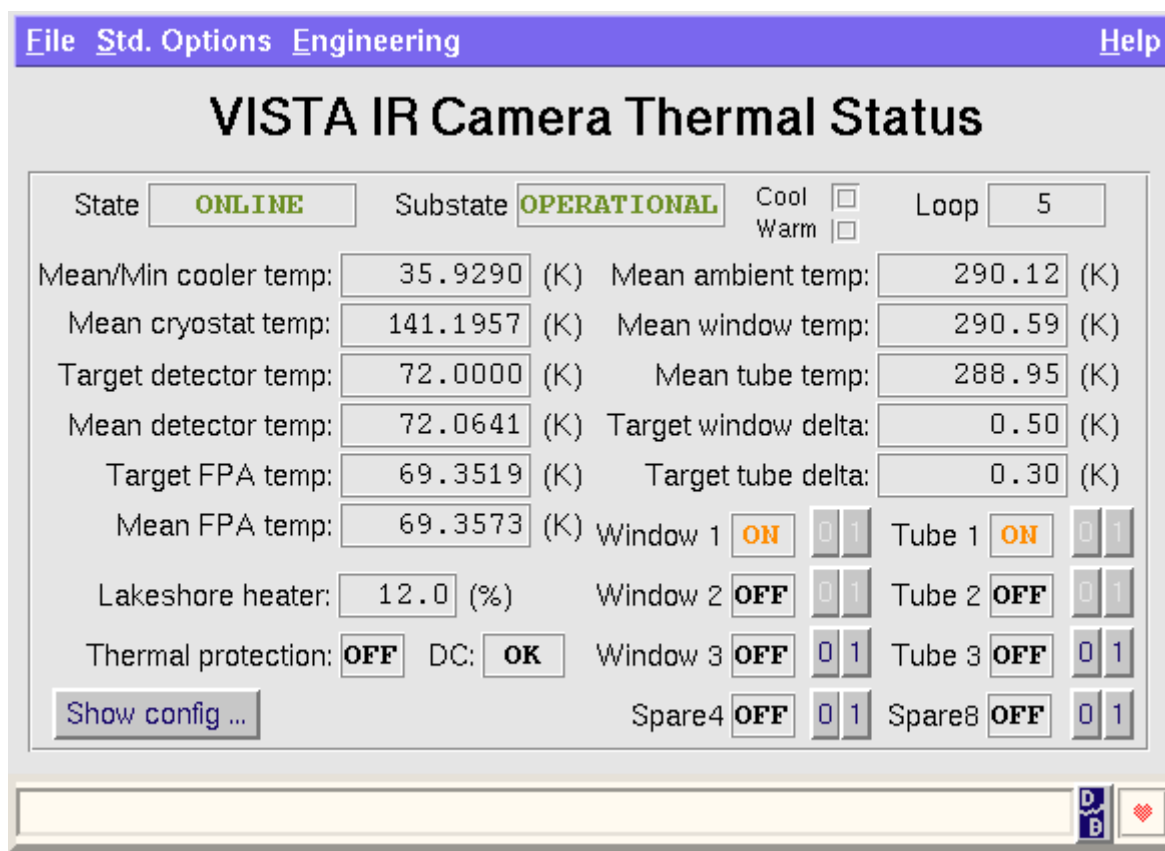 File Std. Options Engineering Help
VISTA IR Camera Thermal Status
State ONLINE Substate OPERATIONAL Cool Loop 5
Warm
Mean/Min cooler temp: 35.9290 (K) Mean ambient temp: 290.12 (K)
Mean cryostat temp: 141.1957 (K) Mean window temp: 290.59 (K)
Target detector temp: 72.0000 (K) Mean tube temp: 288.95 (K)
Mean detector temp: 72.0641 (K) Target window delta: 0.50 (K)
Target FPA temp: 69.3519 (K) Target tube delta: 0.30 (K)
Mean FPA temp: 69.3573 (K) Window 1 ON 0 1 Tube 1 ON 0 1
Lakeshore heater: 12.0 (%) Window 2 OFF 0 1 Tube 2 OFF 0 1
Thermal protection: OFF DC: OK Window 3 OFF 0 1 Tube 3 OFF 0 1
Show config ... Spare4 OFF 0 1 Spare8 OFF 0 1
D
B